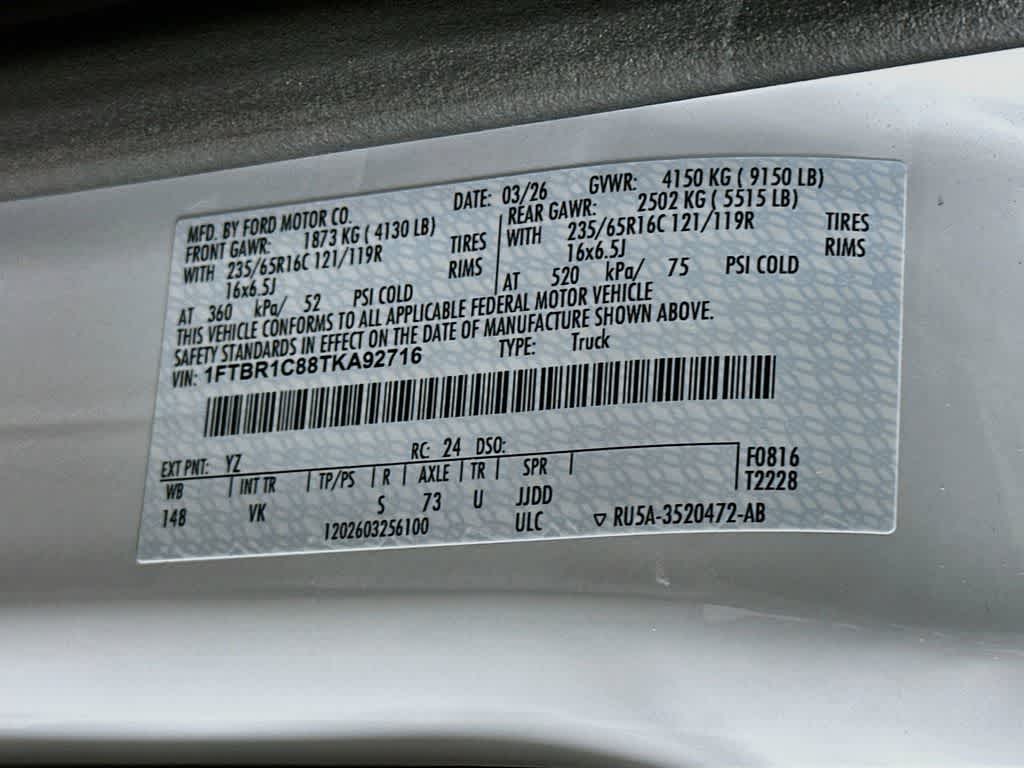 MFD. BY FORD MOTOR CO. DATE: 03/26 GVWR: 4150 KG ( 9150 LB)
FRONT GAWR: 1873 KG ( 4130 LB) REAR GAWR: 2502 KG ( 5515 LB)
WITH 235/65R16C 121/119R TIRES WITH 235/65R16C 121/119R TIRES
16x6.5J RIMS 16x6.5J RIMS
AT 360 kPa/ 52 PSI COLD AT 520 kPa/ 75 PSI COLD
THIS VEHICLE CONFORMS TO ALL APPLICABLE FEDERAL MOTOR VEHICLE
SAFETY STANDARDS IN EFFECT ON THE DATE OF MANUFACTURE SHOWN ABOVE.
VIN: 1FTBR1C88TKA92716 TYPE: Truck
EXT PNT: YZ RC: 24 DSO:
WB INT TR TP/PS R AXLE TR SPR F0816
148 VK S 73 U JJDD T2228
1202603256100 ULC ▽ RU5A-3520472-AB